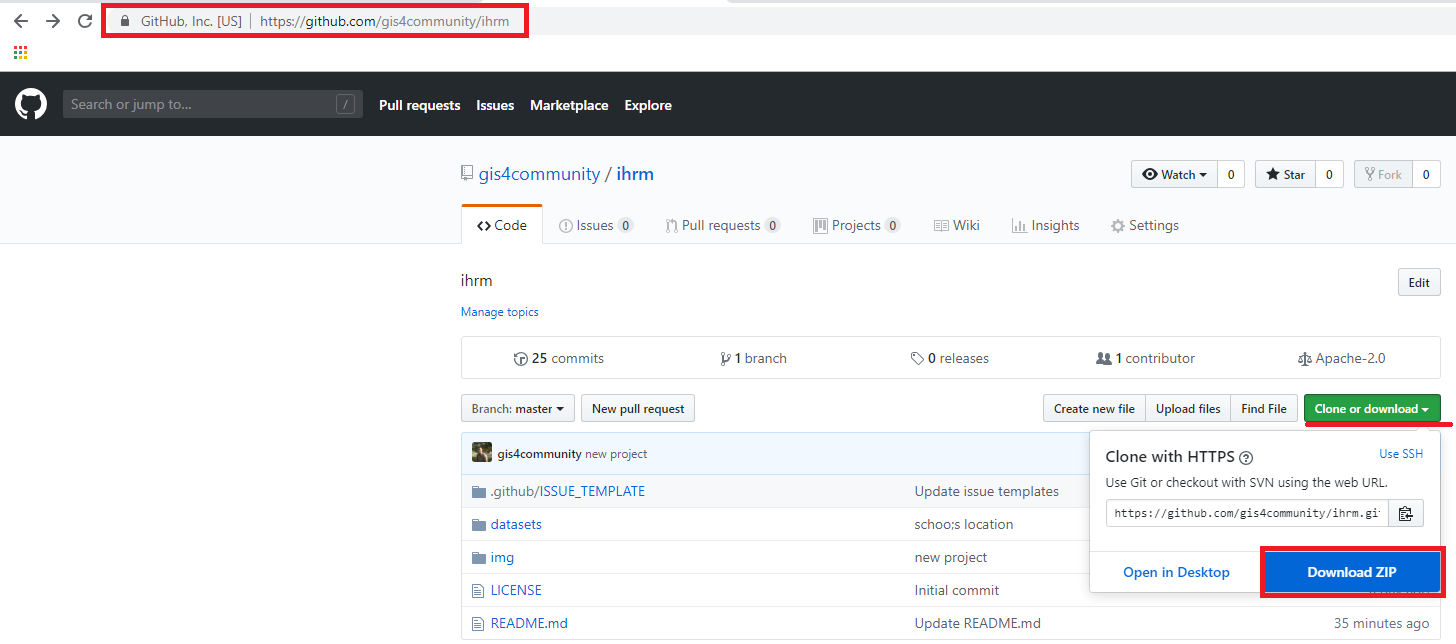 GitHub, Inc. [US] | https://github.com/gis4community/ihrm
Search or jump to... /
Pull requests Issues Marketplace Explore
gis4community / ihrm
Watch 0 Star 0 Fork 0
Code Issues 0 Pull requests 0 Projects 0 Wiki Insights Settings
ihrm
Edit
Manage topics
25 commits 1 branch 0 releases 1 contributor Apache-2.0
Branch: master New pull request Create new file Upload files Find File Clone or download
gis4community new project
Clone with HTTPS Use SSH
Use Git or checkout with SVN using the web URL.
https://github.com/gis4community/ihrm.gi
Open in Desktop Download ZIP
.github/ISSUE_TEMPLATE Update issue templates
datasets schoo;s location
img new project
LICENSE Initial commit
README.md Update README.md 35 minutes ago